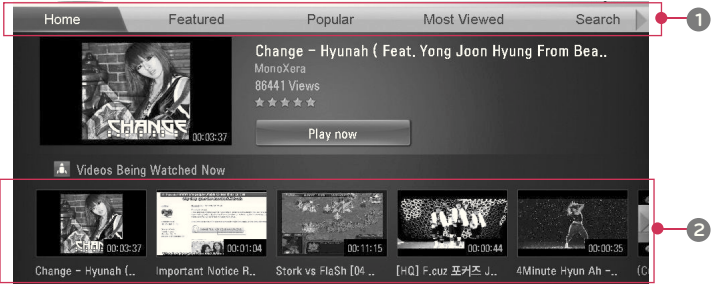 Home Featured Popular Most Viewed Search
1
Change - Hyunah ( Feat. Yong Joon Hyung From Bea..
MonoXera
86441 Views
CHANGE
00:03:37
Play now
Videos Being Watched Now
00:03:37 00:01:04 00:11:15 00:00:44 00:00:35
2
Change - Hyunah (.. Important Notice R.. Stork vs FlaSh [04 .. [HQ] F.cuz 포커즈 J.. 4Minute Hyun Ah -..